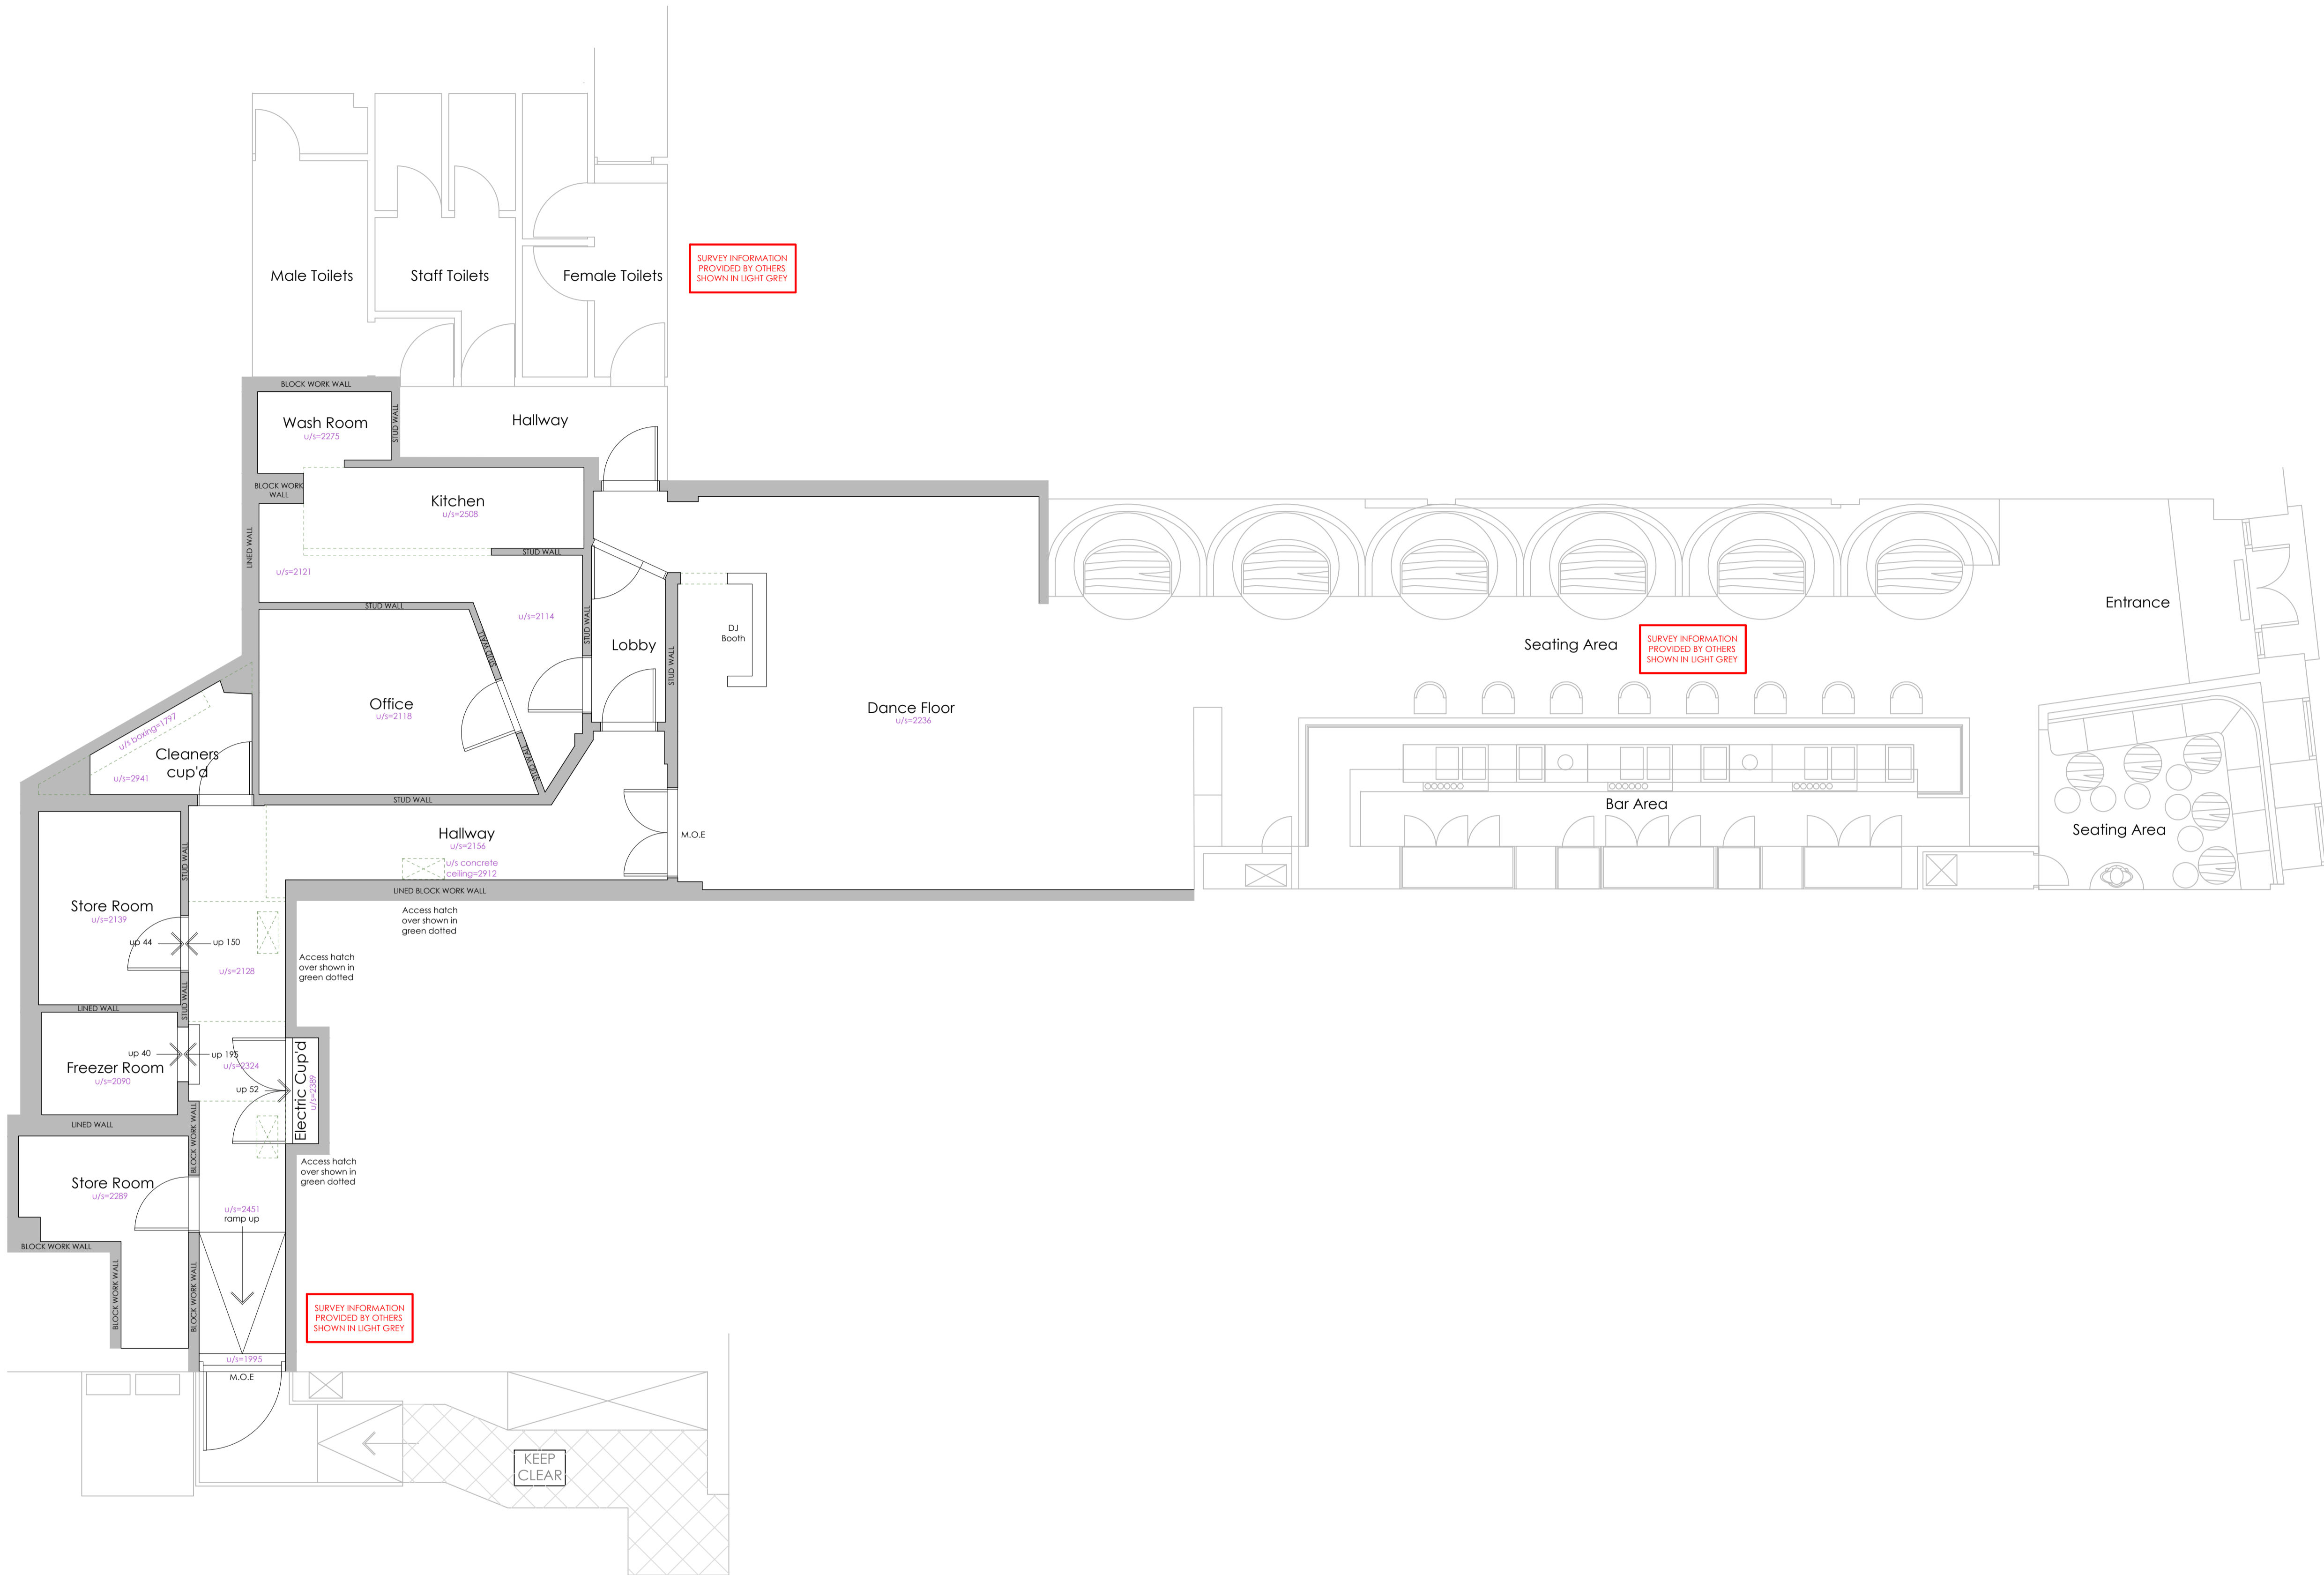 Male Toilets
Staff Toilets
Female Toilets
SURVEY INFORMATION
PROVIDED BY OTHERS
SHOWN IN LIGHT GREY
BLOCK WORK WALL
Wash Room
u/s=2275
STUD WALL
Hallway
BLOCK WORK
WALL
Kitchen
u/s=2508
LINED WALL
STUD WALL
u/s=2121
STUD WALL
u/s=2114
STUD WALL
STUD WALL
Lobby
STUD WALL
DJ
Booth
Office
u/s=2118
STUD WALL
Dance Floor
u/s=2236
Seating Area
SURVEY INFORMATION
PROVIDED BY OTHERS
SHOWN IN LIGHT GREY
Entrance
u/s boxing=1797
Cleaners
cup'd
u/s=2941
STUD WALL
Hallway
u/s=2156
M.O.E
u/s concrete
ceiling=2912
LINED BLOCK WORK WALL
Bar Area
Seating Area
STUD WALL
Store Room
u/s=2139
Access hatch
over shown in
green dotted
up 44
up 150
Access hatch
over shown in
green dotted
u/s=2128
STUD WALL
LINED WALL
up 40
up 195
Freezer Room
u/s=2090
u/s=2324
up 52
Electric Cup'd
u/s=2389
LINED WALL
BLOCK WORK WALL
Access hatch
over shown in
green dotted
Store Room
u/s=2289
u/s=2451
ramp up
BLOCK WORK WALL
BLOCK WORK WALL
BLOCK WORK WALL
SURVEY INFORMATION
PROVIDED BY OTHERS
SHOWN IN LIGHT GREY
u/s=1995
M.O.E
KEEP
CLEAR